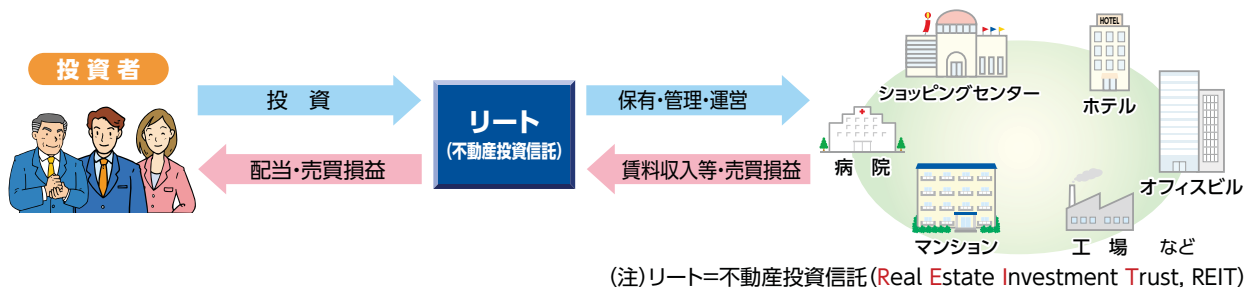 投資者
投 資
配当・売買損益
リート
(不動産投資信託)
保有・管理・運営
賃料収入等・売買損益
ショッピングセンター
HOTEL
ホテル
病 院
オフィスビル
マンション
工 場 など
(注)リート=不動産投資信託(Real Estate Investment Trust, REIT)